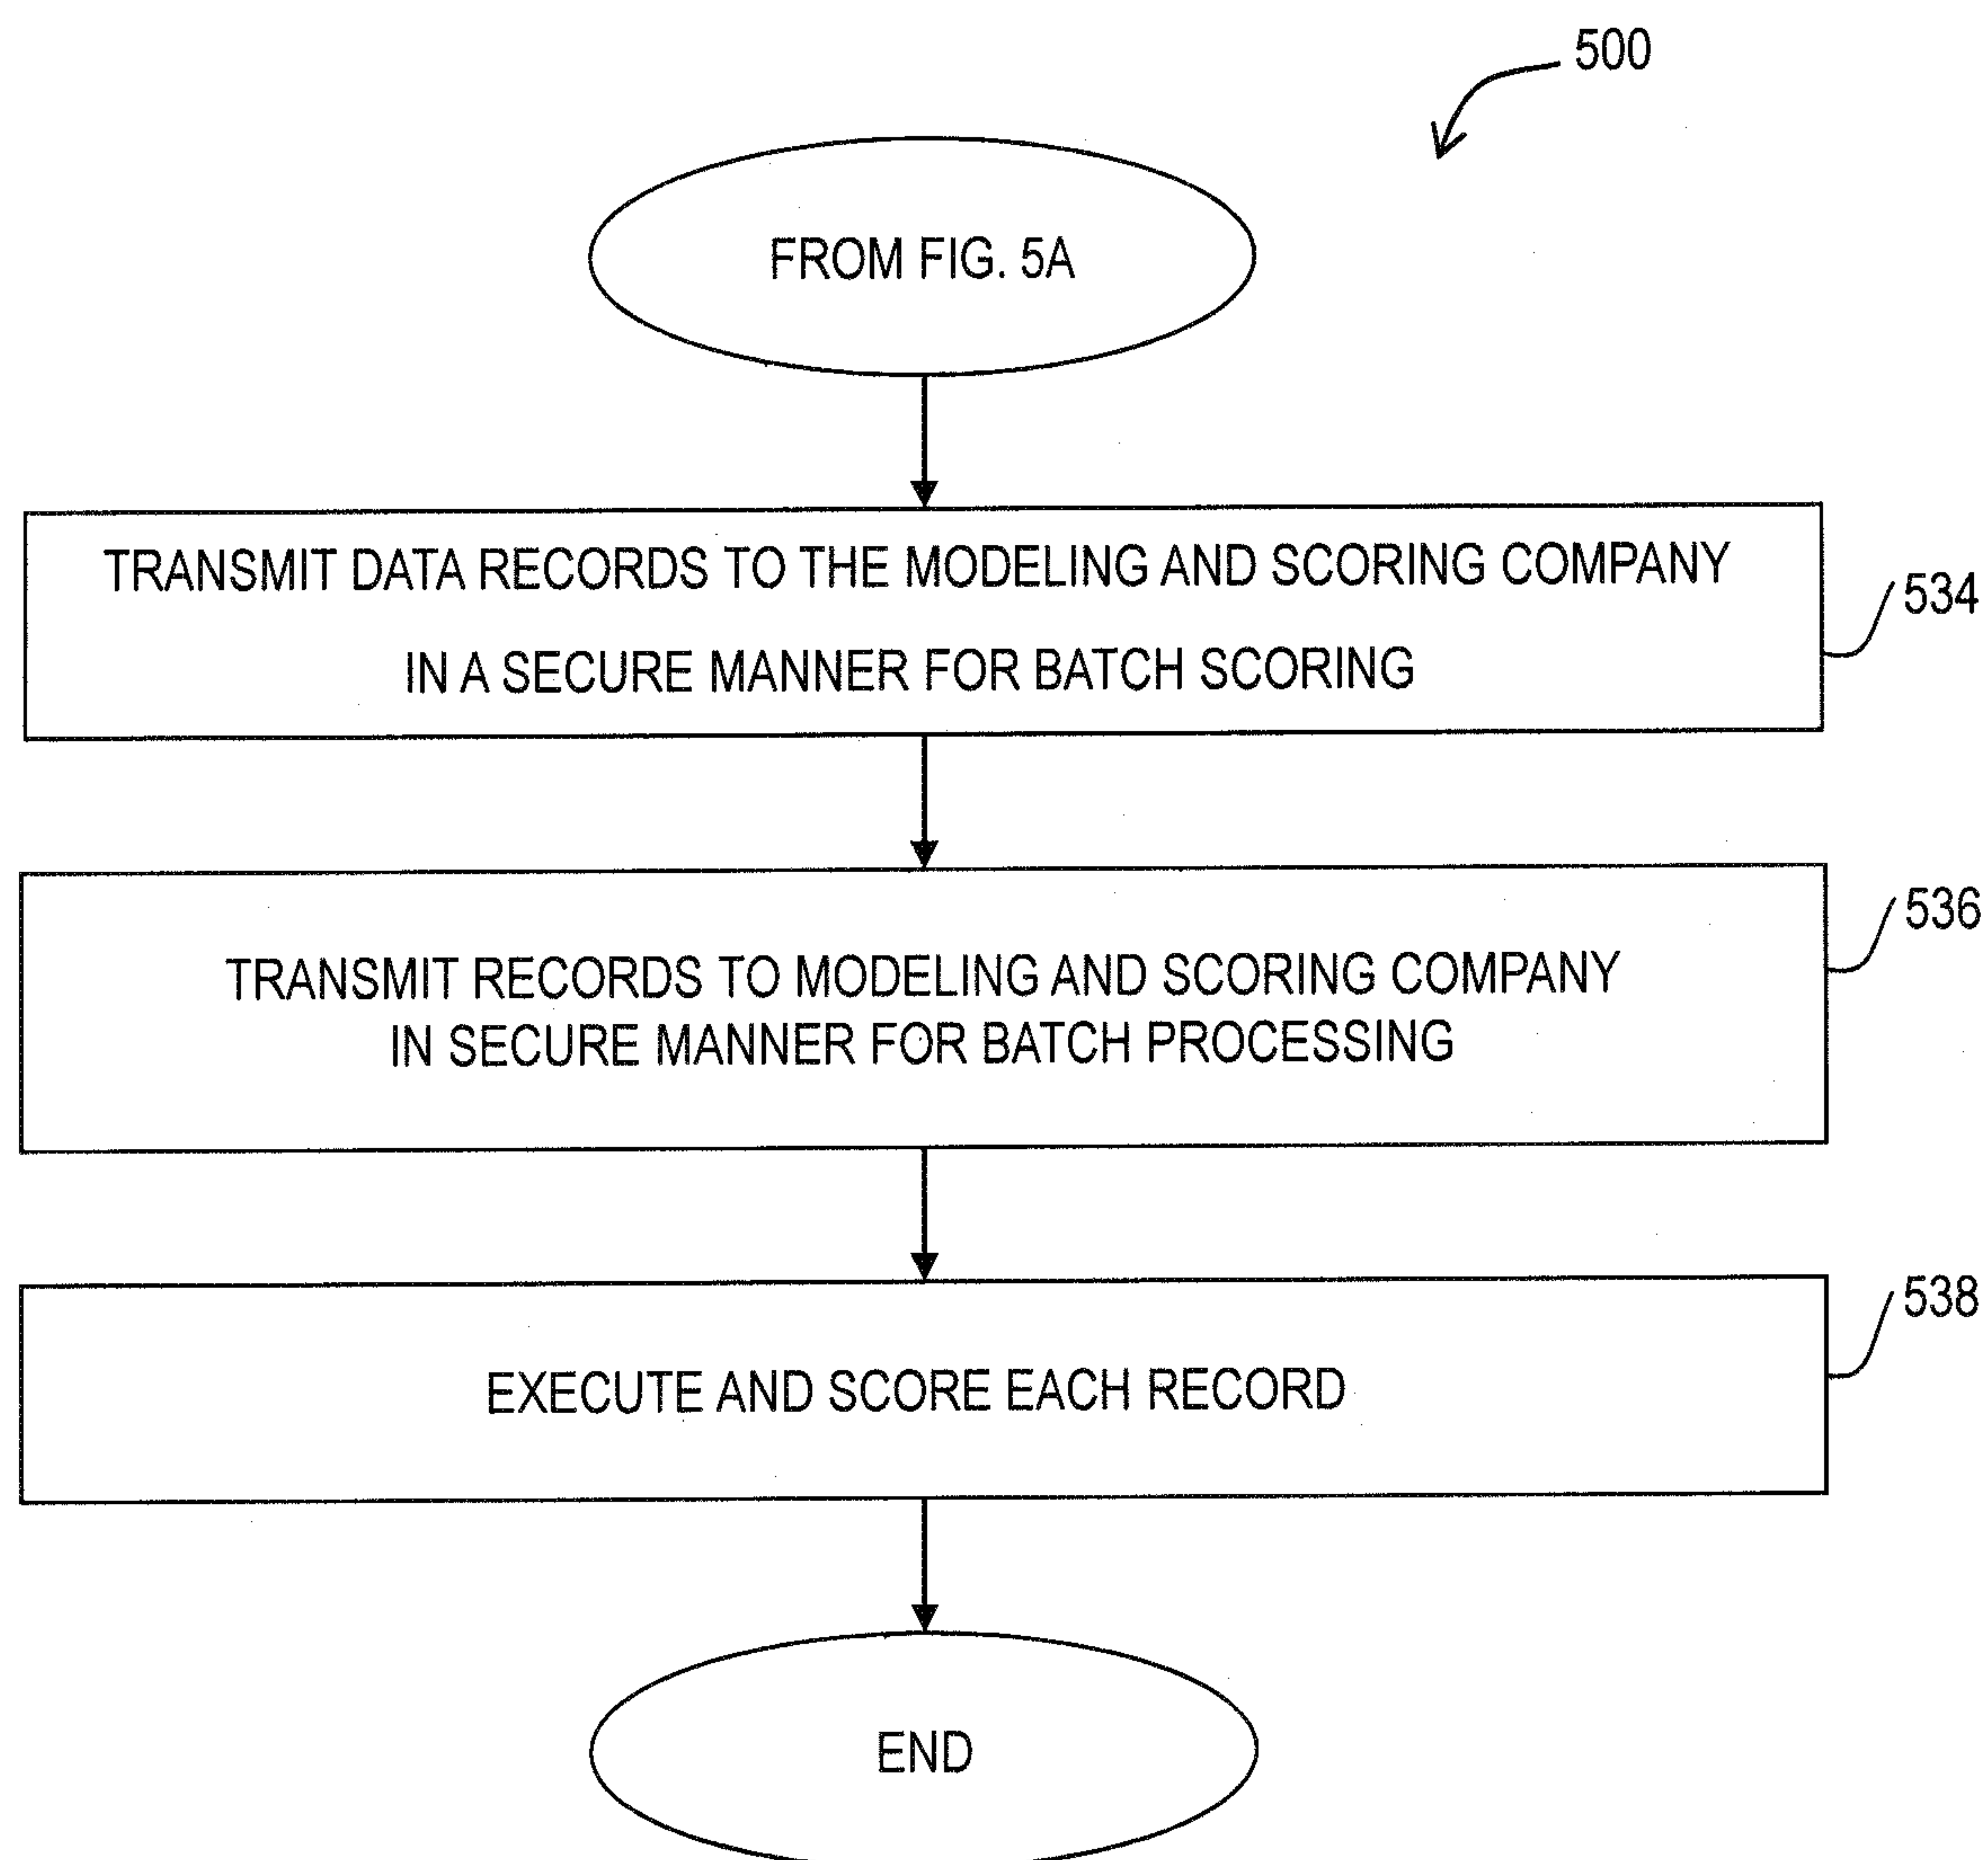 500
FROM FIG. 5A
TRANSMIT DATA RECORDS TO THE MODELING AND SCORING COMPANY
IN A SECURE MANNER FOR BATCH SCORING
534
536
TRANSMIT RECORDS TO MODELING AND SCORING COMPANY
IN SECURE MANNER FOR BATCH PROCESSING
538
EXECUTE AND SCORE EACH RECORD
END